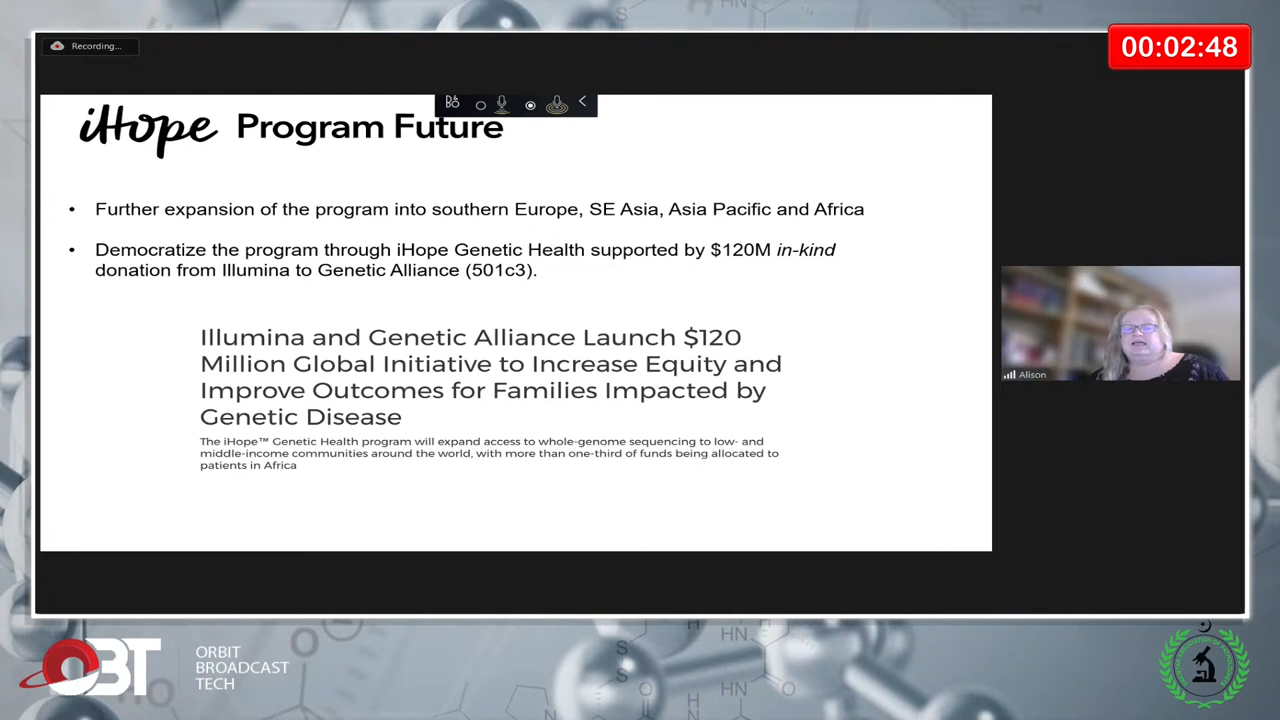 Recording...
00:02:48
iHope Program Future
• Further expansion of the program into southern Europe, SE Asia, Asia Pacific and Africa
• Democratize the program through iHope Genetic Health supported by $120M in-kind
donation from Illumina to Genetic Alliance (501c3).
Illumina and Genetic Alliance Launch $120
Million Global Initiative to Increase Equity and
Improve Outcomes for Families Impacted by
Genetic Disease
The iHope™ Genetic Health program will expand access to whole-genome sequencing to low- and
middle-income communities around the world, with more than one-third of funds being allocated to
patients in Africa
Alison
OBT
ORBIT
BROADCAST
TECH
S
HN
HN
S
S
O
HN
O